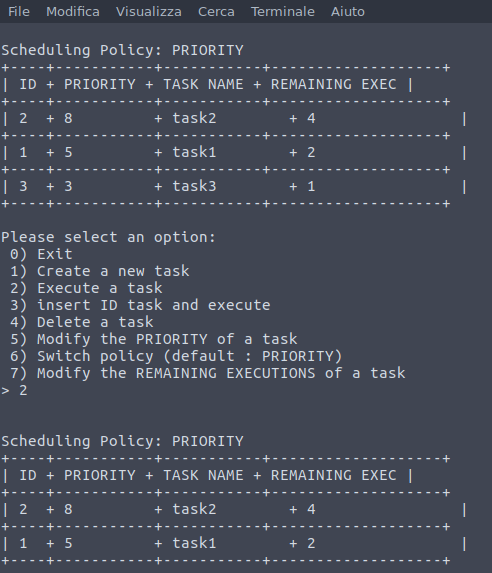 File Modifica Visualizza Cerca Terminale Aiuto
Scheduling Policy: PRIORITY
+----+-----------+-----------+-------------------+
| ID + PRIORITY + TASK NAME + REMAINING EXEC |
+----+-----------+-----------+-------------------+
| 2  + 8         + task2        + 4                |
+----+-----------+-----------+-------------------+
| 1  + 5         + task1        + 2                |
+----+-----------+-----------+-------------------+
| 3  + 3         + task3        + 1                |
+----+-----------+-----------+-------------------+
Please select an option:
0) Exit
1) Create a new task
2) Execute a task
3) insert ID task and execute
4) Delete a task
5) Modify the PRIORITY of a task
6) Switch policy (default : PRIORITY)
7) Modify the REMAINING EXECUTIONS of a task
> 2
Scheduling Policy: PRIORITY
+----+-----------+-----------+-------------------+
| ID + PRIORITY + TASK NAME + REMAINING EXEC |
+----+-----------+-----------+-------------------+
| 2  + 8         + task2        + 4                |
+----+-----------+-----------+-------------------+
| 1  + 5         + task1        + 2                |
+----+-----------+-----------+-------------------+